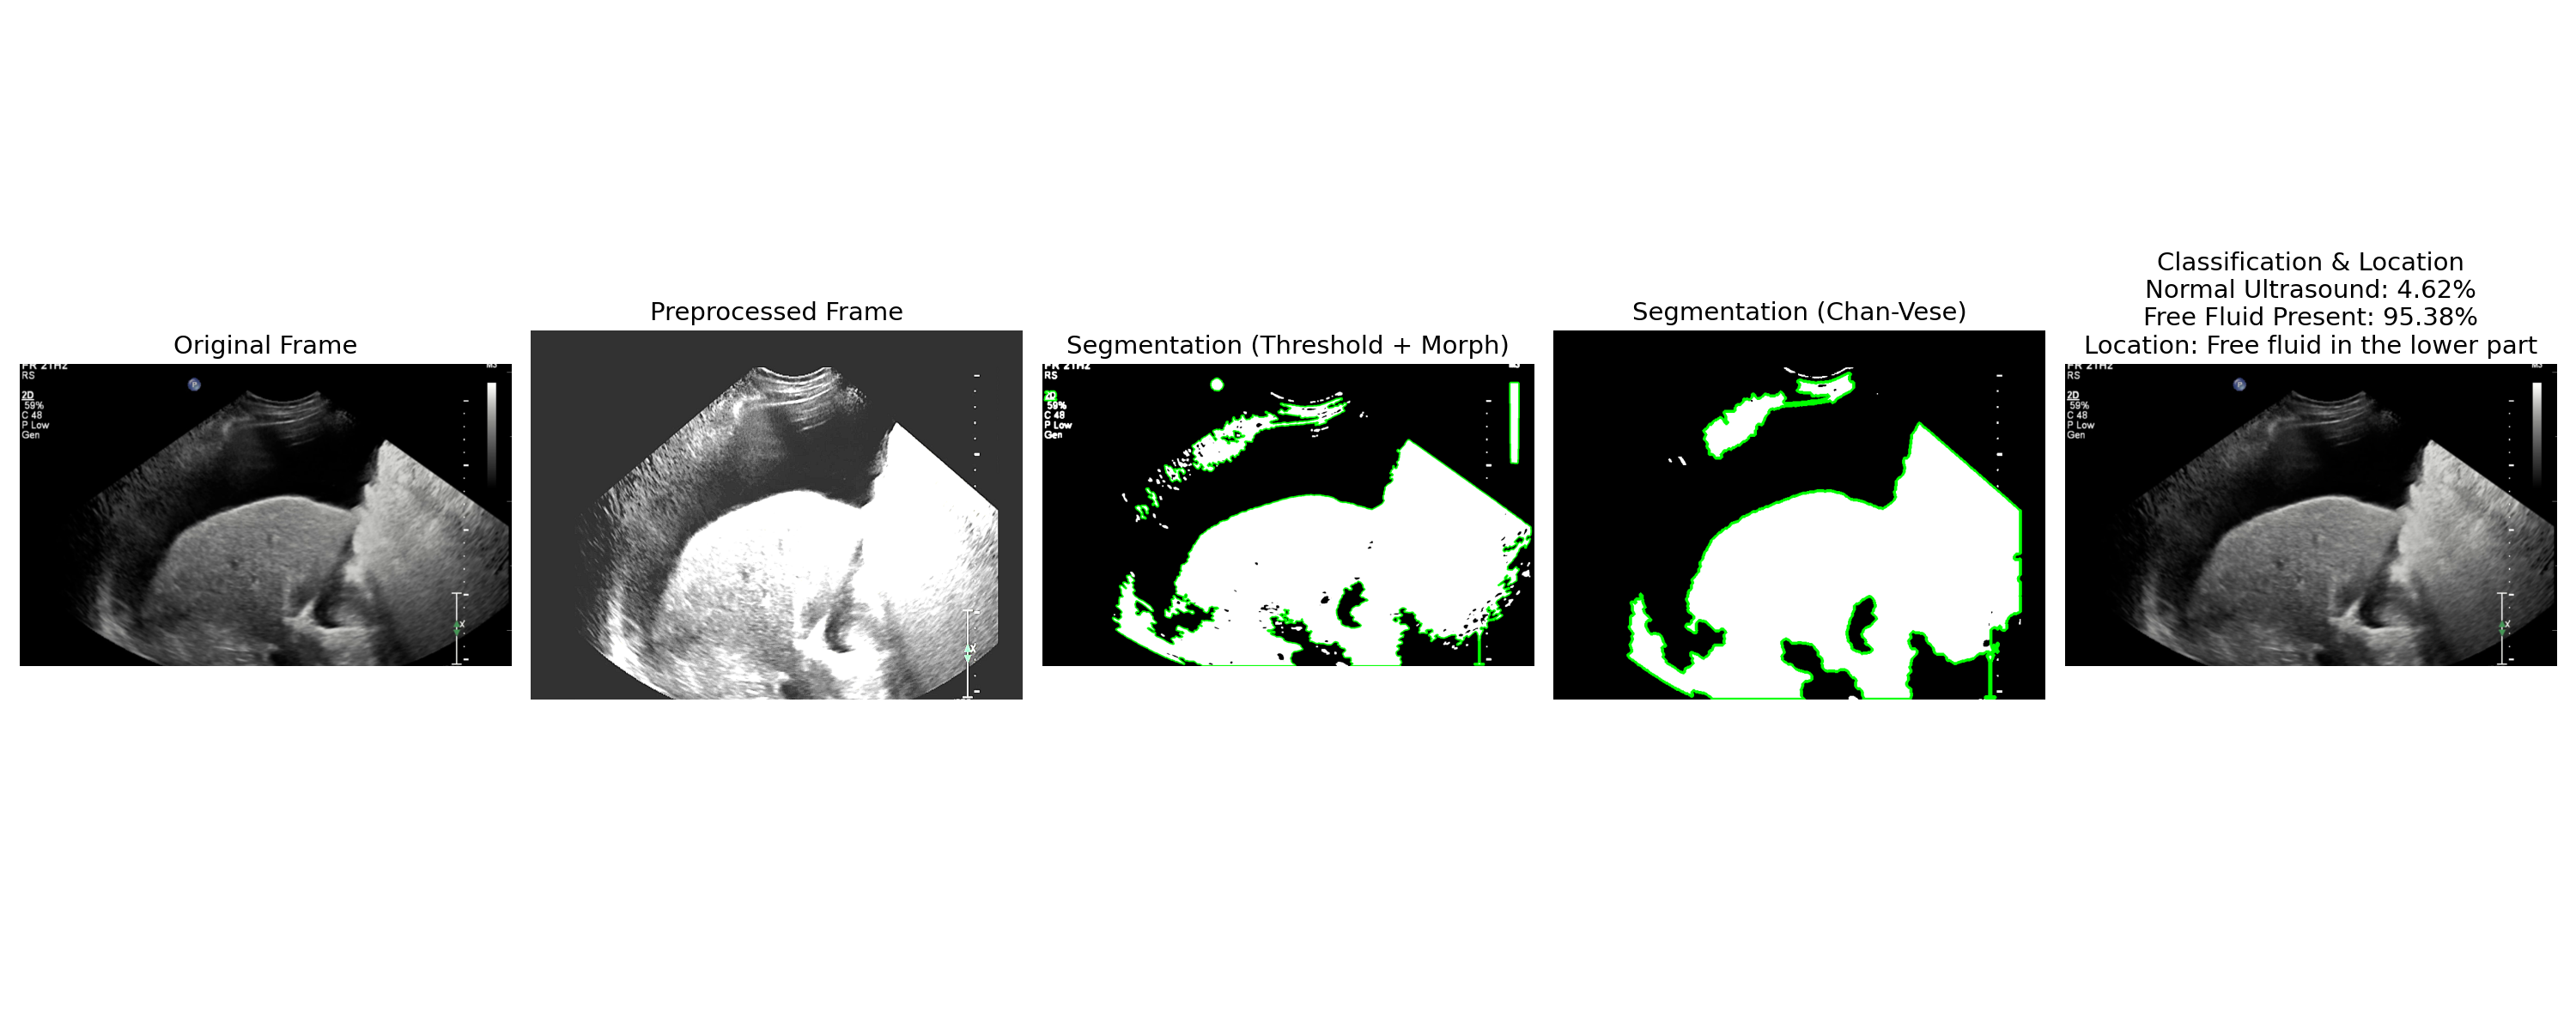 Original Frame
FR 21Hz
M3
RS
2D
59%
C 48
P Low
Gen
x
Preprocessed Frame
x
Segmentation (Threshold + Morph)
FR 21Hz
RS
2D
59%
C 48
P Low
Gen
Segmentation (Chan-Vese)
Classification & Location
Normal Ultrasound: 4.62%
Free Fluid Present: 95.38%
Location: Free fluid in the lower part
FR 21Hz
M3
RS
2D
59%
C 48
P Low
Gen
x